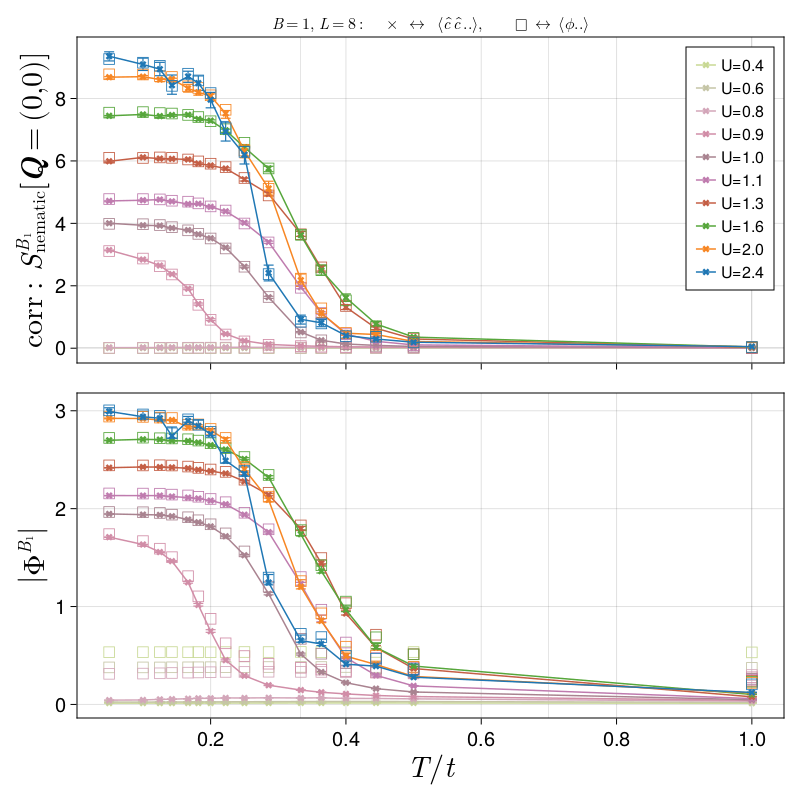 B = 1, L = 8 :   × ↔ ⟨ĉ ĉ ..⟩,   □ ↔ ⟨ϕ..⟩
corr : S^{B_1}_{nematic}[Q = (0,0)]
8
6
4
2
0
U=0.4
U=0.6
U=0.8
U=0.9
U=1.0
U=1.1
U=1.3
U=1.6
U=2.0
U=2.4
|Φ^{B_1}|
3
2
1
0
0.2 0.4 0.6 0.8 1.0
T/t